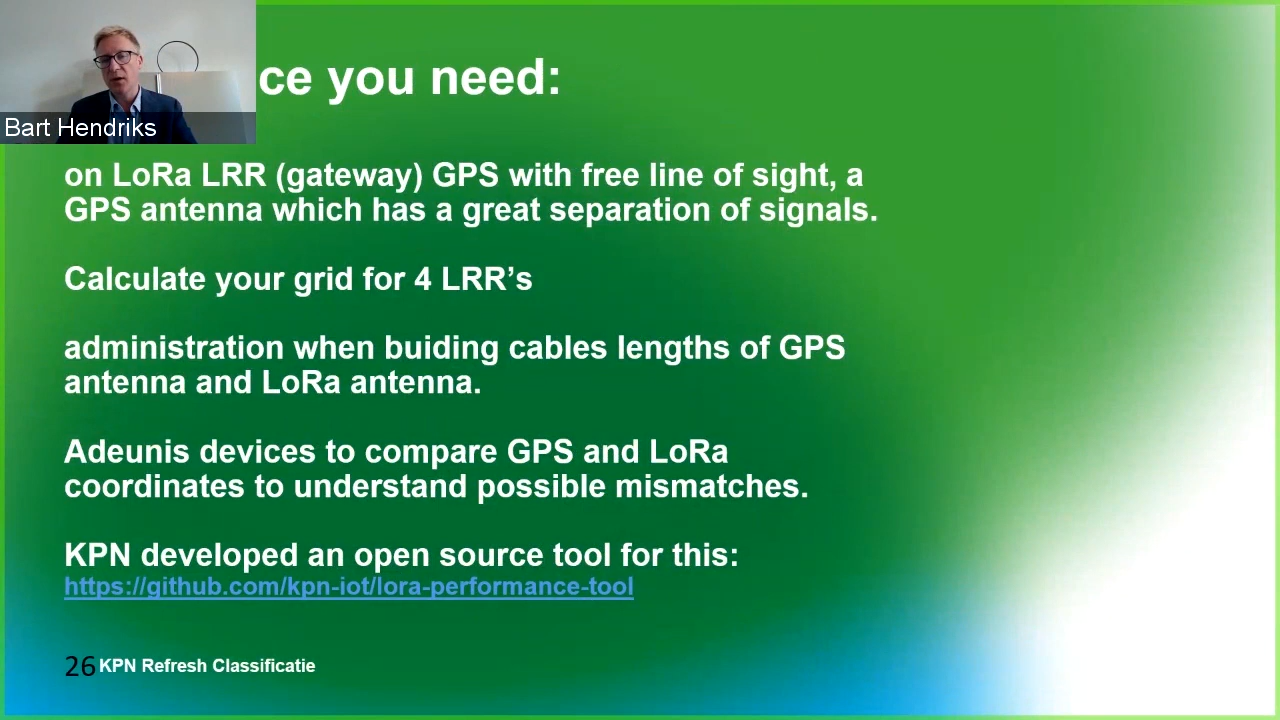 ce you need:
Bart Hendriks
on LoRa LRR (gateway) GPS with free line of sight, a
GPS antenna which has a great separation of signals.
Calculate your grid for 4 LRR’s
administration when buiding cables lengths of GPS
antenna and LoRa antenna.
Adeunis devices to compare GPS and LoRa
coordinates to understand possible mismatches.
KPN developed an open source tool for this:
https://github.com/kpn-iot/lora-performance-tool
26 KPN Refresh Classificatie